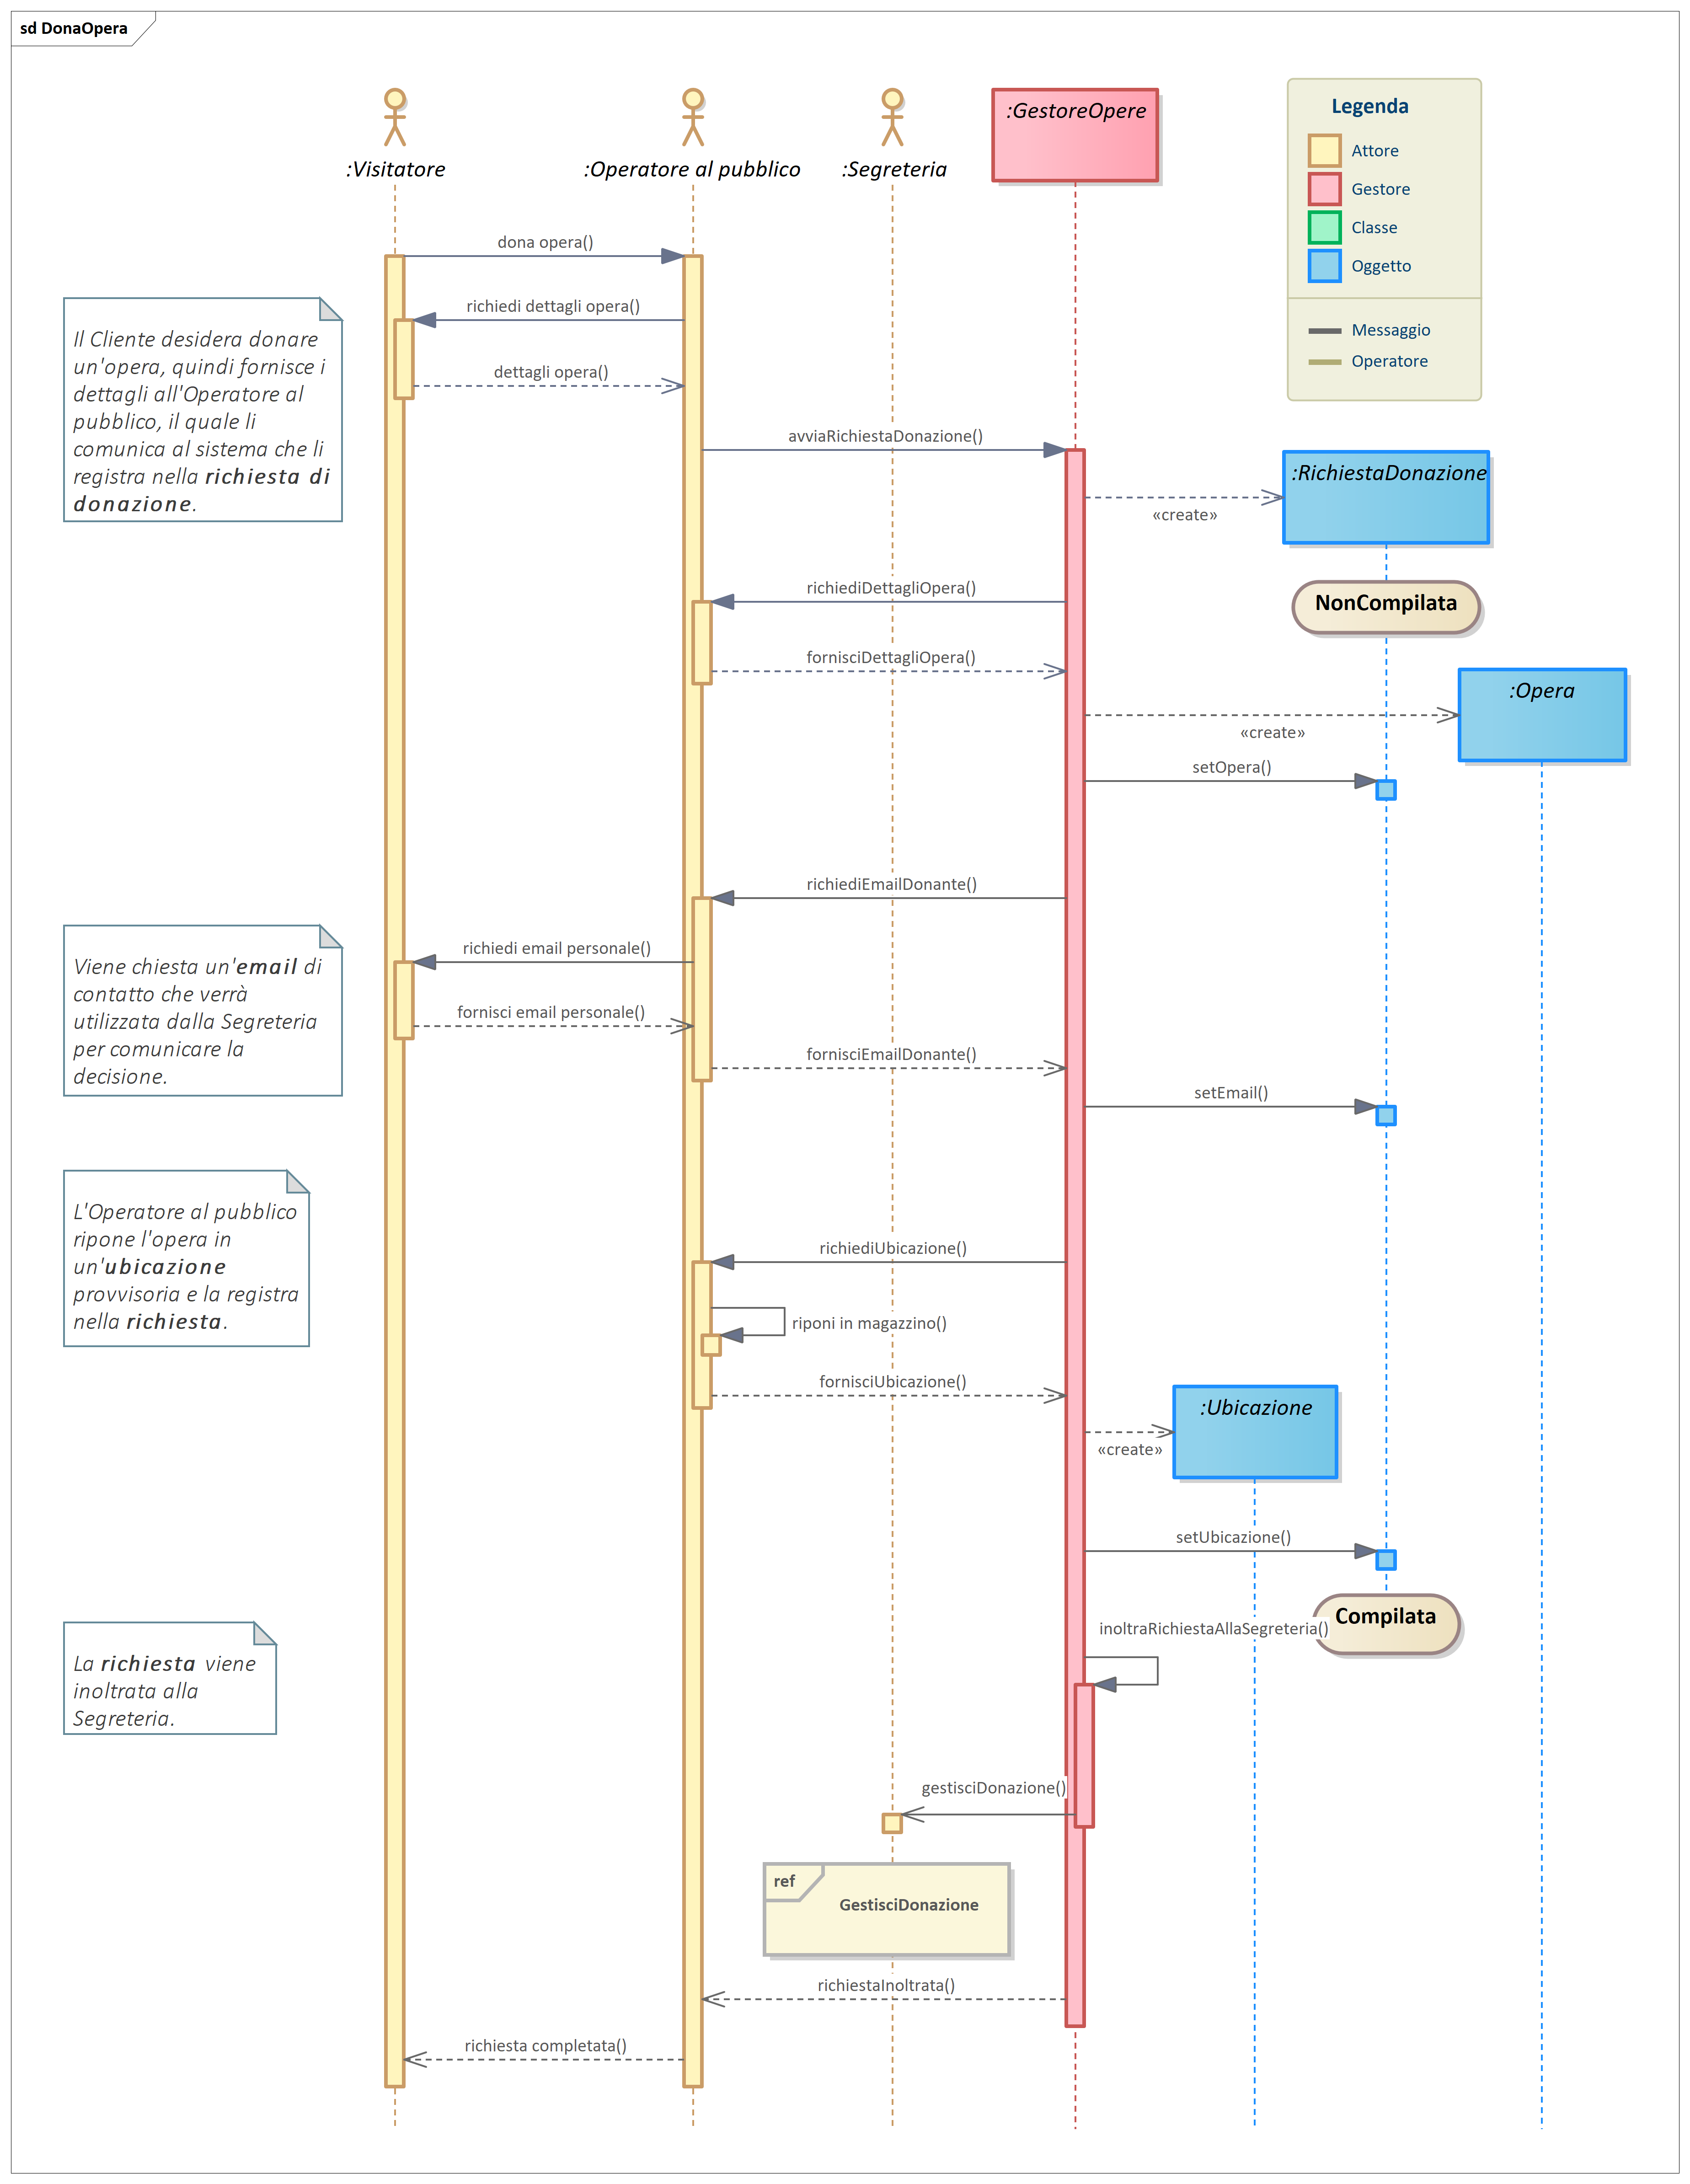 sd DonaOpera
:Visitatore
:Operatore al pubblico
:Segreteria
:GestoreOpere
Legenda
Attore
Gestore
Classe
Oggetto
Messaggio
Operatore
dona opera()
richiedi dettagli opera()
Il Cliente desidera donare
un'opera, quindi fornisce i
dettagli all'Operatore al
pubblico, il quale li
comunica al sistema che li
registra nella richiesta di
donazione.
dettagli opera()
avviaRichiestaDonazione()
:RichiestaDonazione
«create»
richiediDettagliOpera()
NonCompilata
fornisciDettagliOpera()
:Opera
«create»
setOpera()
richiediEmailDonante()
richiedi email personale()
Viene chiesta un'email di
contatto che verrà
utilizzata dalla Segreteria
per comunicare la
decisione.
fornisci email personale()
fornisciEmailDonante()
setEmail()
L'Operatore al pubblico
ripone l'opera in
un'ubicazione
provvisoria e la registra
nella richiesta.
richiediUbicazione()
riponi in magazzino()
fornisciUbicazione()
:Ubicazione
«create»
setUbicazione()
Compilata
inoltraRichiestaAllaSegreteria()
La richiesta viene
inoltrata alla
Segreteria.
gestisciDonazione()
ref
GestisciDonazione
richiestaInoltrata()
richiesta completata()